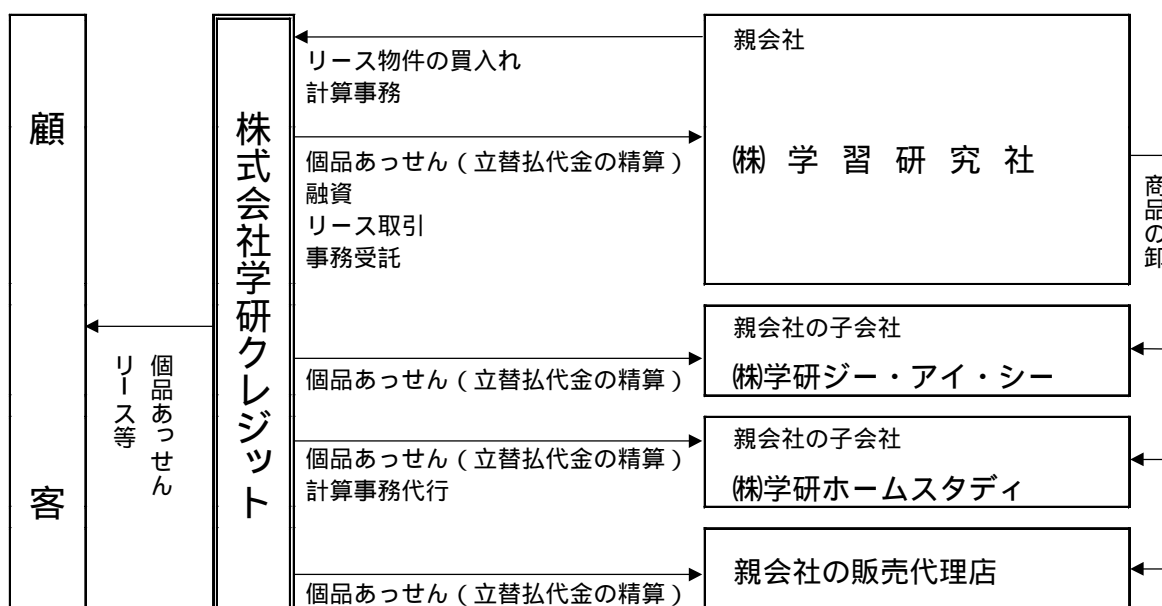 顧客
株式会社学研クレジット
個品あっせん
リース等
リース物件の買入れ
計算事務
個品あっせん（立替払代金の精算）
融資
リース取引
事務受託
個品あっせん（立替払代金の精算）
個品あっせん（立替払代金の精算）
計算事務代行
個品あっせん（立替払代金の精算）
親会社
㈱学習研究社
親会社の子会社
㈱学研ジー・アイ・シー
親会社の子会社
㈱学研ホームスタディ
親会社の販売代理店
商品の卸